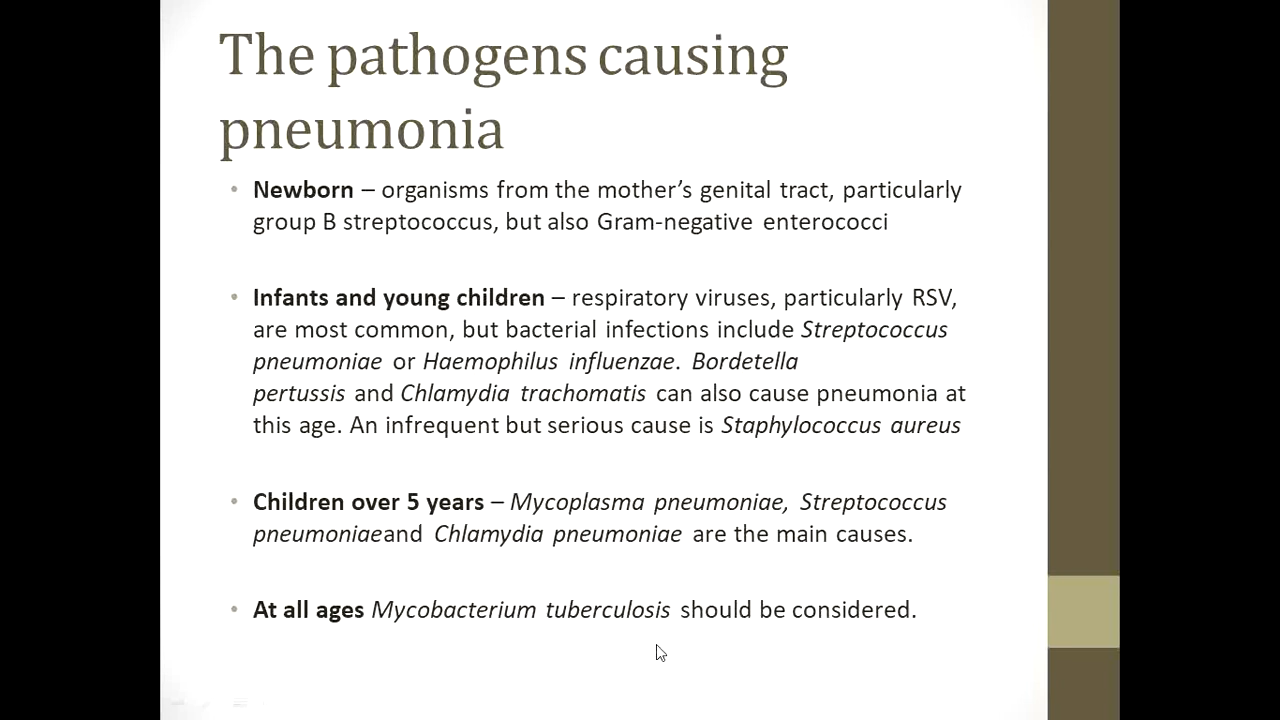 The pathogens causing
pneumonia
• Newborn – organisms from the mother’s genital tract, particularly
group B streptococcus, but also Gram-negative enterococci
• Infants and young children – respiratory viruses, particularly RSV,
are most common, but bacterial infections include Streptococcus
pneumoniae or Haemophilus influenzae. Bordetella
pertussis and Chlamydia trachomatis can also cause pneumonia at
this age. An infrequent but serious cause is Staphylococcus aureus
• Children over 5 years – Mycoplasma pneumoniae, Streptococcus
pneumoniaeand Chlamydia pneumoniae are the main causes.
• At all ages Mycobacterium tuberculosis should be considered.